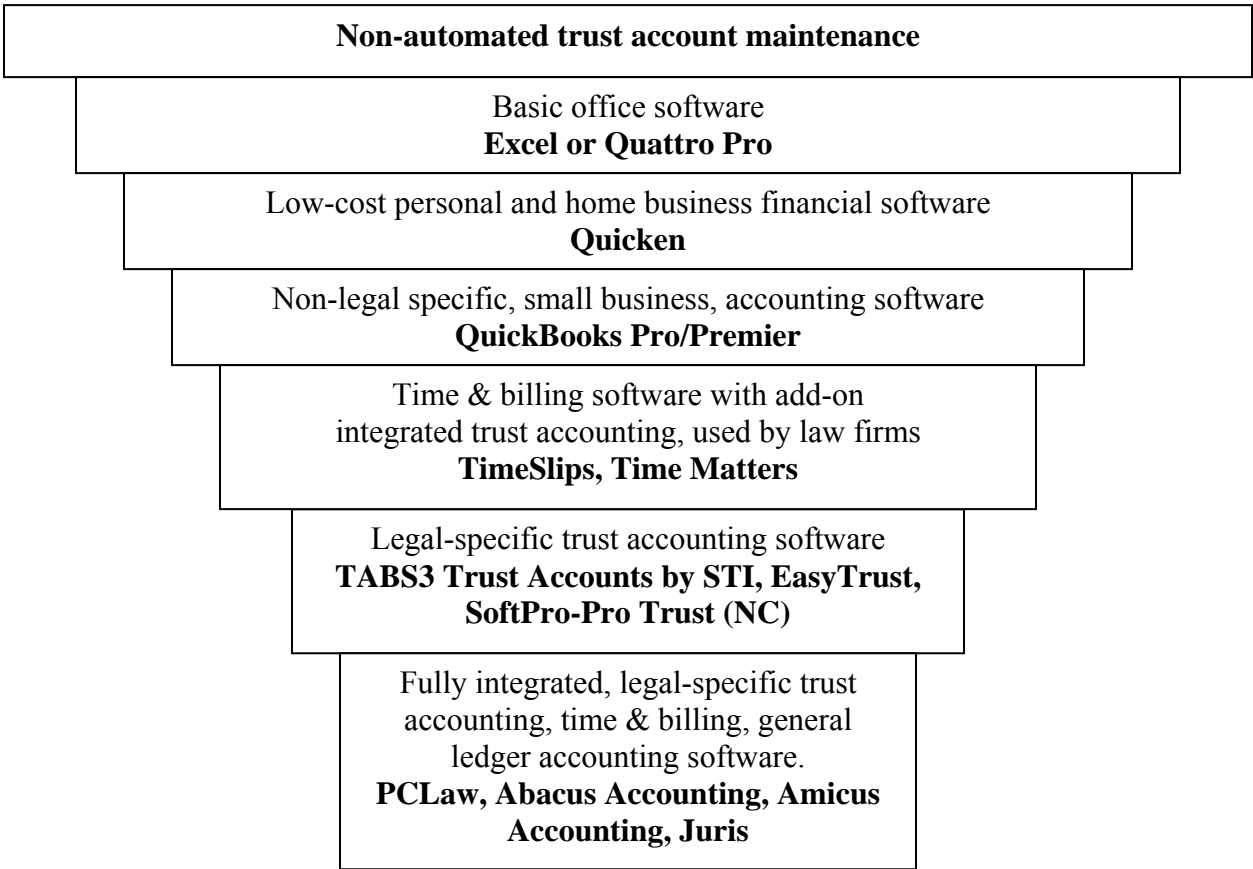 Non-automated trust account maintenance
Basic office software
Excel or Quattro Pro
Low-cost personal and home business financial software
Quicken
Non-legal specific, small business, accounting software
QuickBooks Pro/Premier
Time & billing software with add-on
integrated trust accounting, used by law firms
TimeSlips, Time Matters
Legal-specific trust accounting software
TABS3 Trust Accounts by STI, EasyTrust,
SoftPro-Pro Trust (NC)
Fully integrated, legal-specific trust
accounting, time & billing, general
ledger accounting software.
PCLaw, Abacus Accounting, Amicus
Accounting, Juris